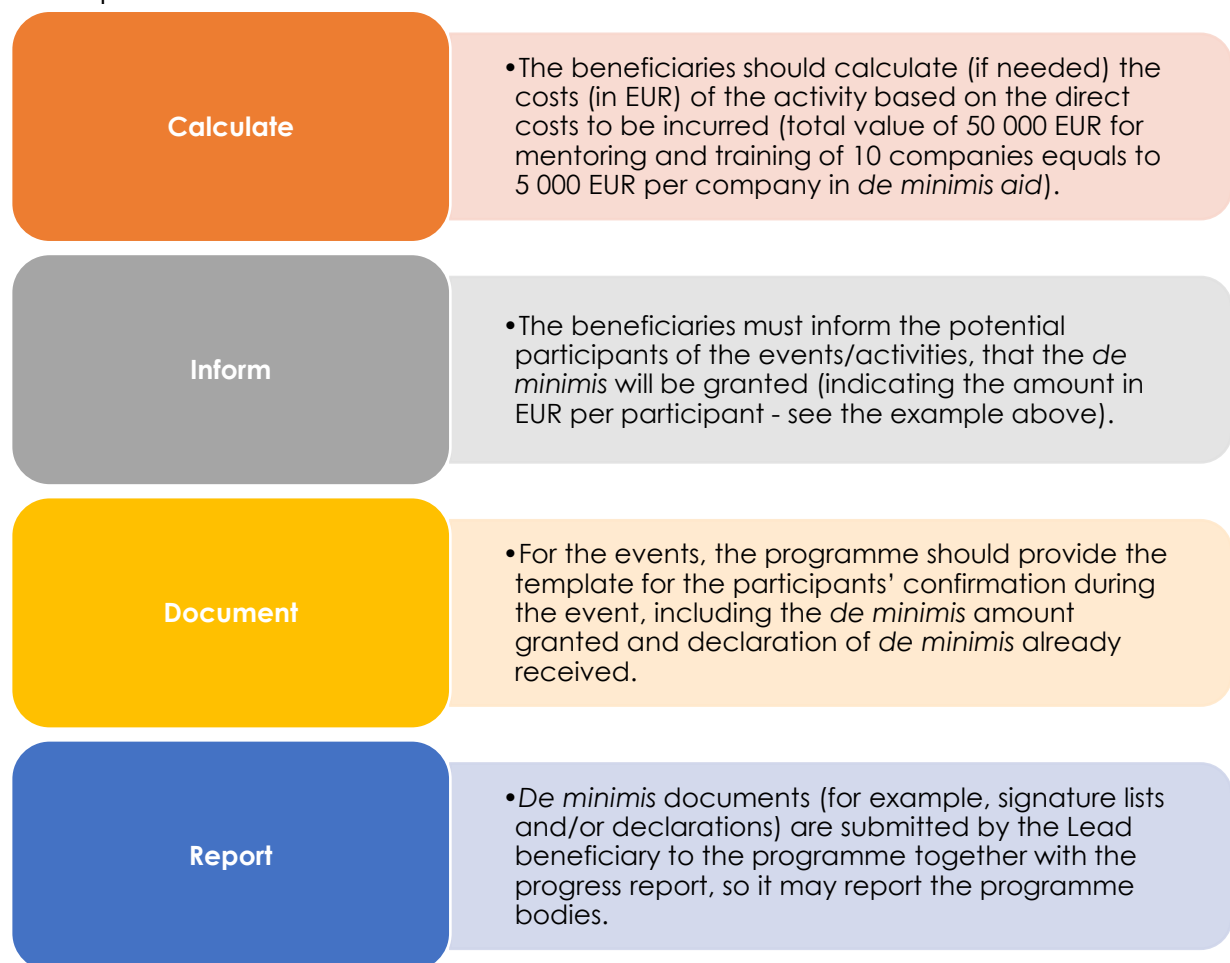 Calculate
•The beneficiaries should calculate (if needed) the
costs (in EUR) of the activity based on the direct
costs to be incurred (total value of 50 000 EUR for
mentoring and training of 10 companies equals to
5 000 EUR per company in de minimis aid).
Inform
•The beneficiaries must inform the potential
participants of the events/activities, that the de
minimis will be granted (indicating the amount in
EUR per participant - see the example above).
Document
•For the events, the programme should provide the
template for the participants’ confirmation during
the event, including the de minimis amount
granted and declaration of de minimis already
received.
Report
•De minimis documents (for example, signature lists
and/or declarations) are submitted by the Lead
beneficiary to the programme together with the
progress report, so it may report the programme
bodies.